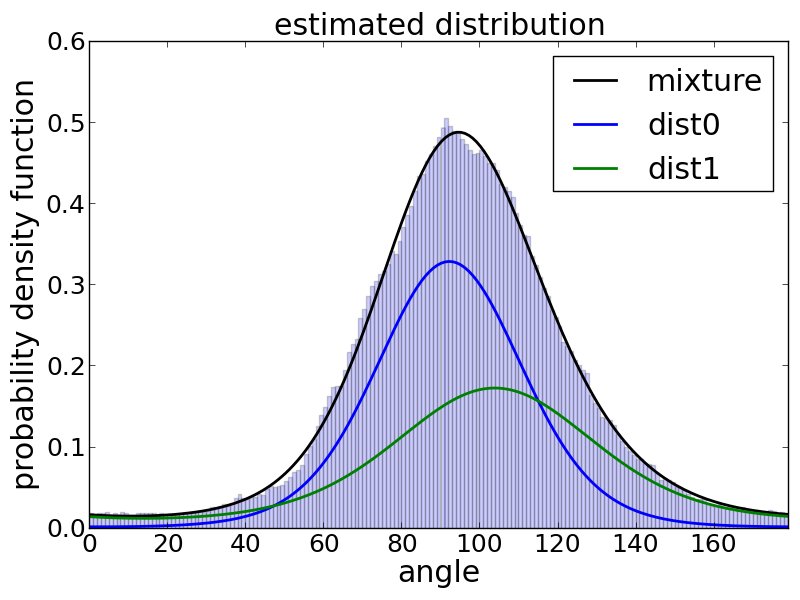 estimated distribution
probability density function
0.6
0.5
0.4
0.3
0.2
0.1
0.0
mixture
dist0
dist1
0 20 40 60 80 100 120 140 160
angle